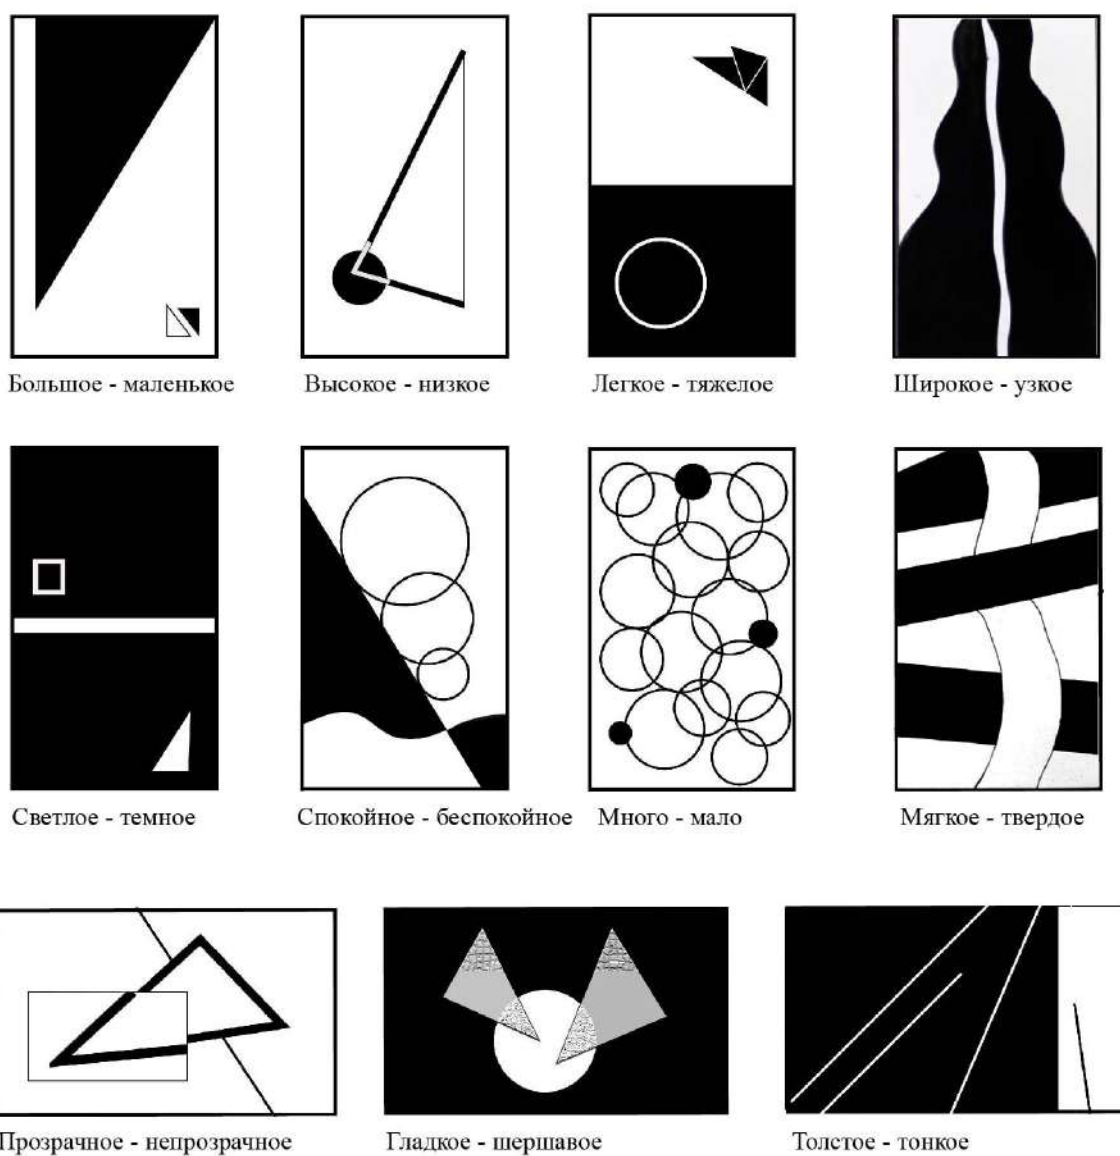 Большое - маленькое
Высокое - низкое
Легкое - тяжелое
Широкое - узкое
Светлое - темное
Спокойное - беспокойное
Много - мало
Мягкое - твердое
Прозрачное - непрозрачное
Гладкое - шершавое
Толстое - тонкое